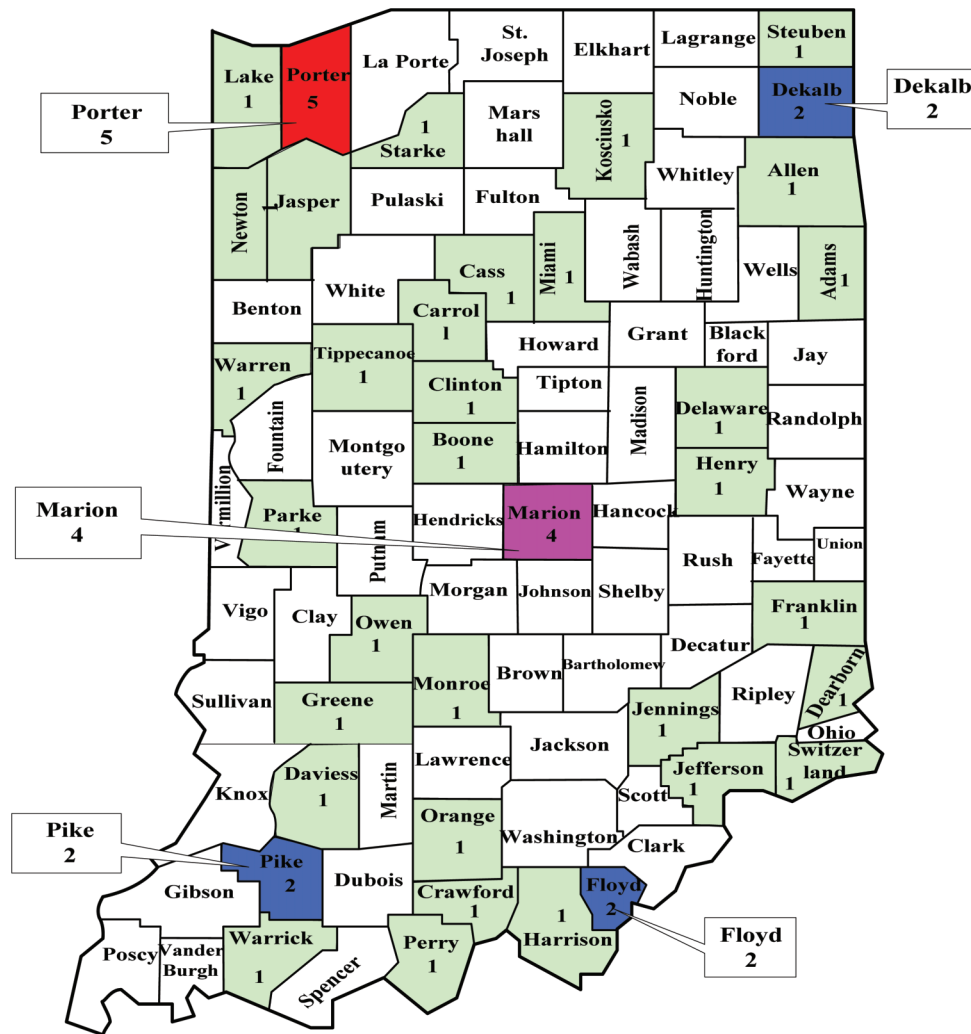 St.
Joseph
Elkhart
Lagrange
Steuben
1
La Porte
Lake
1
Porter
5
Porter
5
Noble
Dekalb
2
Dekalb
2
Mars
hall
1
Starke
Kosciusko
1
Whitley
Allen
1
Newton
1
Jasper
Pulaski
Fulton
Miami
1
Wabash
Huntington
Wells
Adams
1
Cass
1
White
Benton
Carrol
1
Grant
Black
ford
Jay
Howard
Tippecanoe
1
Warren
1
Clinton
1
Tipton
Madison
Delaware
1
Randolph
Fountain
Montgo
utery
Boone
1
Hamilton
Henry
1
Wayne
Marion
4
Vermillion
Parke
1
Putnam
Hendricks
Marion
4
Hancock
Rush
Fayette
Union
Morgan
Johnson
Shelby
Franklin
1
Vigo
Clay
Owen
1
Decatur
Brown
Bartholomew
Monroe
1
Sullivan
Greene
1
Jennings
1
Ripley
Dearborn
1
Ohio
Switzer
land
1
Jackson
Lawrence
Jefferson
1
Knox
Daviess
1
Martin
Scott
Orange
1
Washington
Clark
Pike
2
Pike
2
Gibson
Dubois
Crawford
1
1
Harrison
Floyd
2
Floyd
2
Poscy
Vander
Burgh
Warrick
1
Spencer
Perry
1